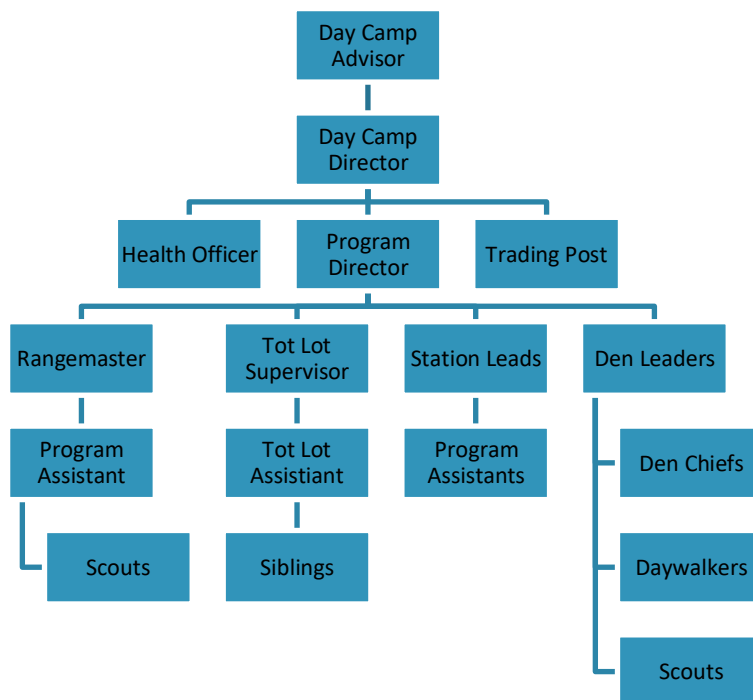 Day Camp
Advisor
Day Camp
Director
Health Officer
Program
Director
Trading Post
Rangemaster
Tot Lot
Supervisor
Station Leads
Den Leaders
Program
Assistant
Tot Lot
Assistiant
Program
Assistants
Den Chiefs
Scouts
Siblings
Daywalkers
Scouts